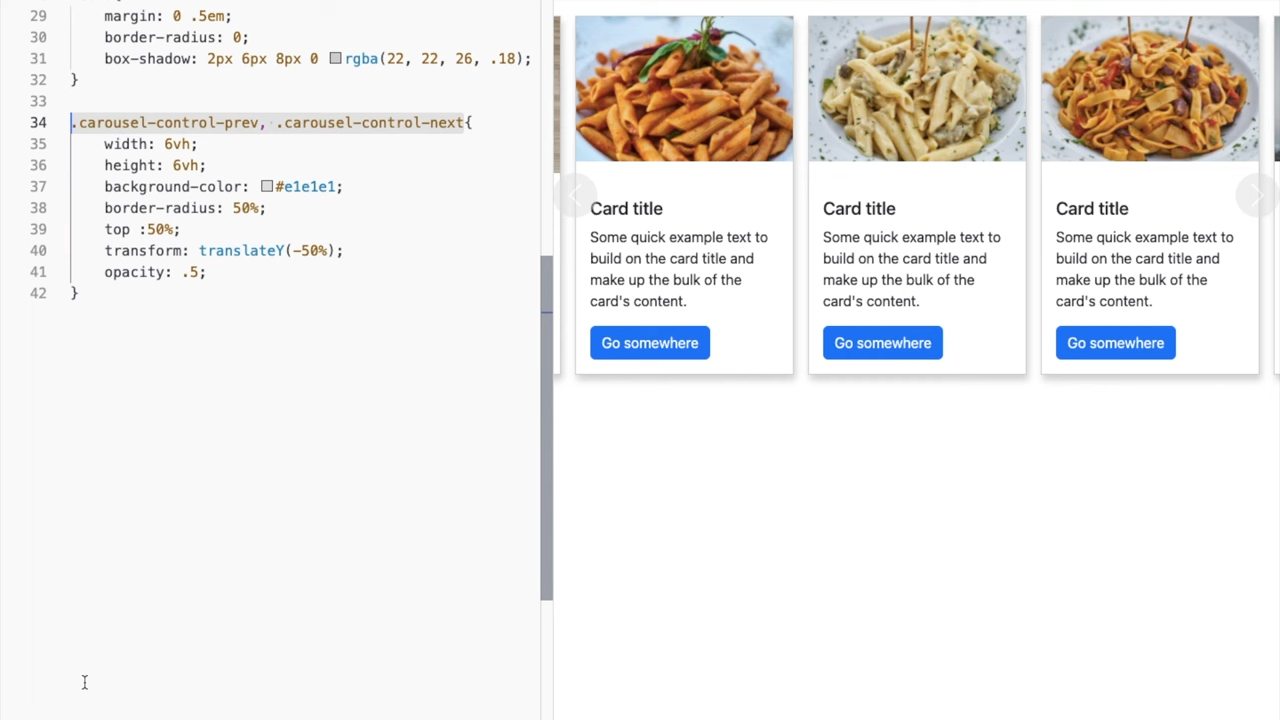 29 margin: 0 .5em;
30 border-radius: 0;
31 box-shadow: 2px 6px 8px 0 rgba(22, 22, 26, .18);
32 }
33
34 .carousel-control-prev, .carousel-control-next{
35 width: 6vh;
36 height: 6vh;
37 background-color: #e1e1e1;
38 border-radius: 50%;
39 top :50%;
40 transform: translateY(-50%);
41 opacity: .5;
42 }
Card title
Some quick example text to
build on the card title and
make up the bulk of the
card's content.
Go somewhere
Card title
Some quick example text to
build on the card title and
make up the bulk of the
card's content.
Go somewhere
Card title
Some quick example text to
build on the card title and
make up the bulk of the
card's content.
Go somewhere